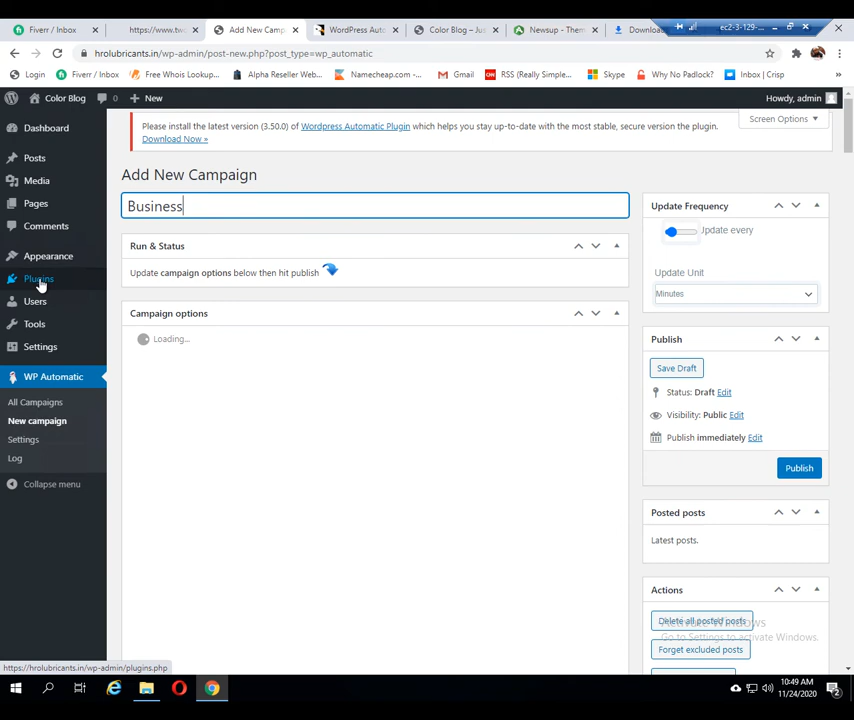 Fiverr / Inbox
https://www.two
Add New Camp
WordPress Auto
Color Blog – Jus
Newsup - Them
Downloa
ec2-3-129-
hrolubricants.in/wp-admin/post-new.php?post_type=wp_automatic
Login
Fiverr / Inbox
Free Whois Lookup...
Alpha Reseller Web...
Namecheap.com -...
Gmail
RSS (Really Simple...
Skype
Why No Padlock?
Inbox | Crisp
Color Blog
0
New
Howdy, admin
Please install the latest version (3.50.0) of Wordpress Automatic Plugin which helps you stay up-to-date with the most stable, secure version the plugin.
Download Now »
Screen Options
Dashboard
Posts
Media
Pages
Comments
Appearance
Plugins
Users
Tools
Settings
WP Automatic
All Campaigns
New campaign
Settings
Log
Collapse menu
Add New Campaign
Business
Run & Status
Update campaign options below then hit publish
Campaign options
Loading...
Update Frequency
Update every
Update Unit
Minutes
Publish
Save Draft
Status: Draft Edit
Visibility: Public Edit
Publish immediately Edit
Publish
Posted posts
Latest posts.
Actions
Delete all posted posts
Forget excluded posts
Activate Windows
Go to Settings to activate Windows.
https://hrolubricants.in/wp-admin/plugins.php
10:49 AM
11/24/2020
2